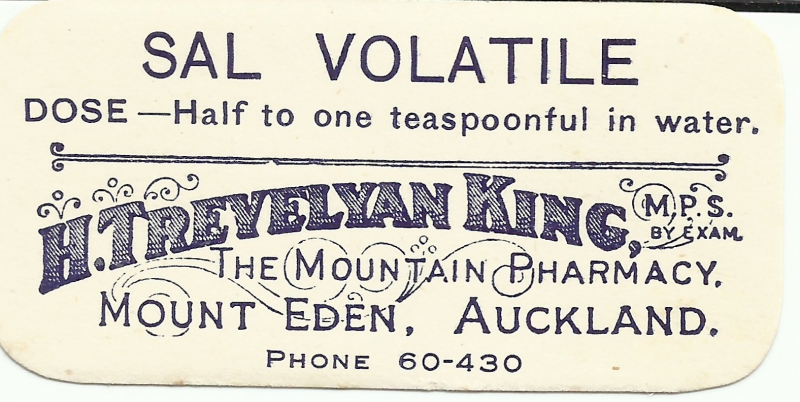 SAL VOLATILE
DOSE — Half to one teaspoonful in water.
H. TREVELYAN KING, M.P.S.
BY EXAM.
THE MOUNTAIN PHARMACY,
MOUNT EDEN, AUCKLAND.
PHONE 60-430